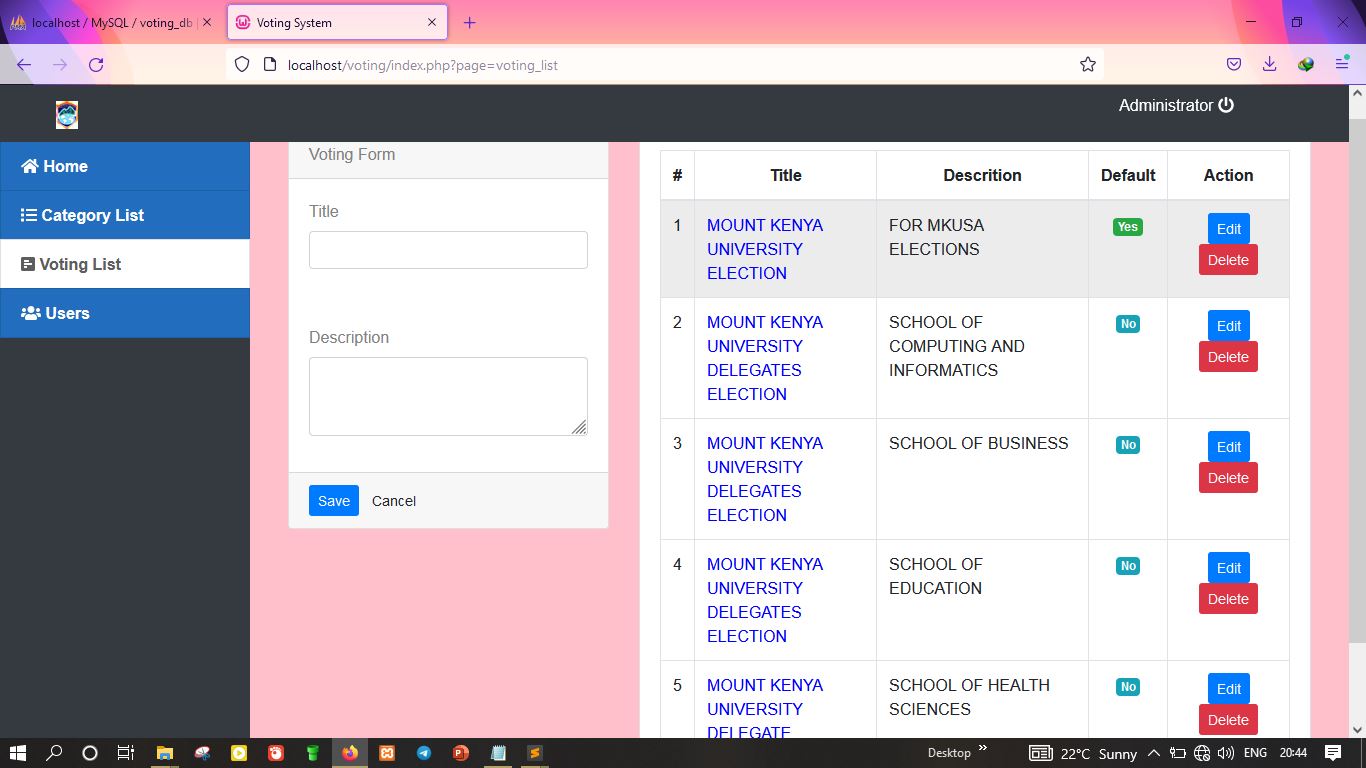 localhost / MySQL / voting_db |
Voting System
localhost/voting/index.php?page=voting_list
Administrator
Home
Category List
Voting List
Users
Voting Form
Title
Description
Save Cancel
# Title Descrition Default Action
1 MOUNT KENYA FOR MKUSA Yes Edit
UNIVERSITY ELECTIONS Delete
ELECTION
2 MOUNT KENYA SCHOOL OF No Edit
UNIVERSITY COMPUTING AND Delete
DELEGATES INFORMATICS
ELECTION
3 MOUNT KENYA SCHOOL OF BUSINESS No Edit
UNIVERSITY Delete
DELEGATES
ELECTION
4 MOUNT KENYA SCHOOL OF No Edit
UNIVERSITY EDUCATION Delete
DELEGATES
ELECTION
5 MOUNT KENYA SCHOOL OF HEALTH No Edit
UNIVERSITY SCIENCES Delete
DELEGATE
Desktop » 22°C Sunny ENG 20:44